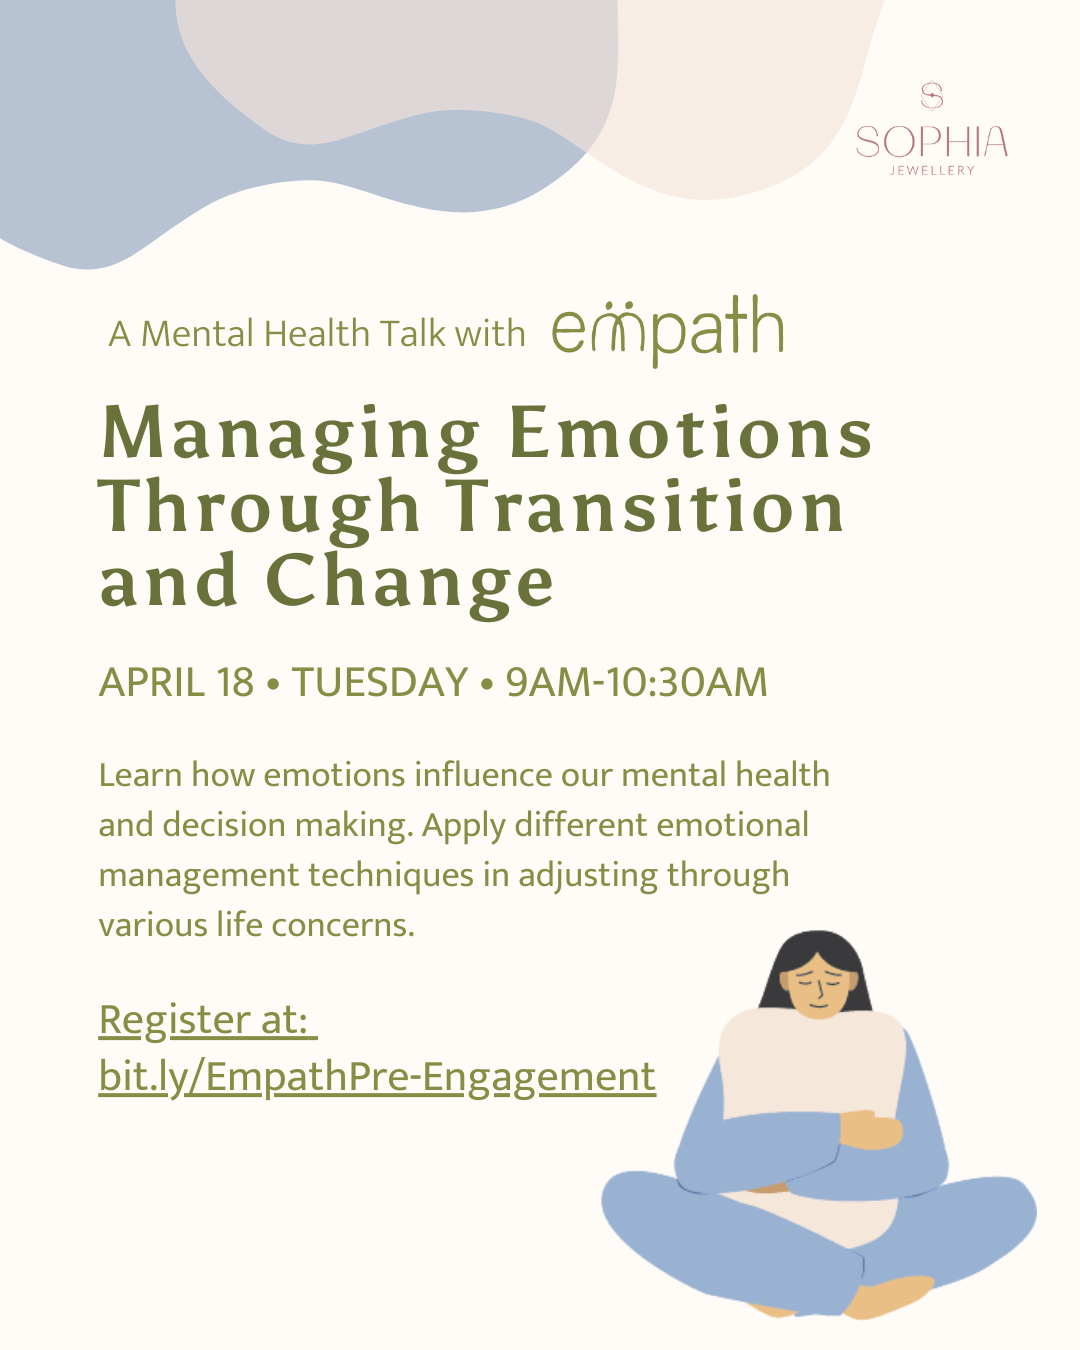 S
SOPHIA
JEWELLERY
A Mental Health Talk with empath
Managing Emotions
Through Transition
and Change
APRIL 18 • TUESDAY • 9AM-10:30AM
Learn how emotions influence our mental health
and decision making. Apply different emotional
management techniques in adjusting through
various life concerns.
Register at:
bit.ly/EmpathPre-Engagement